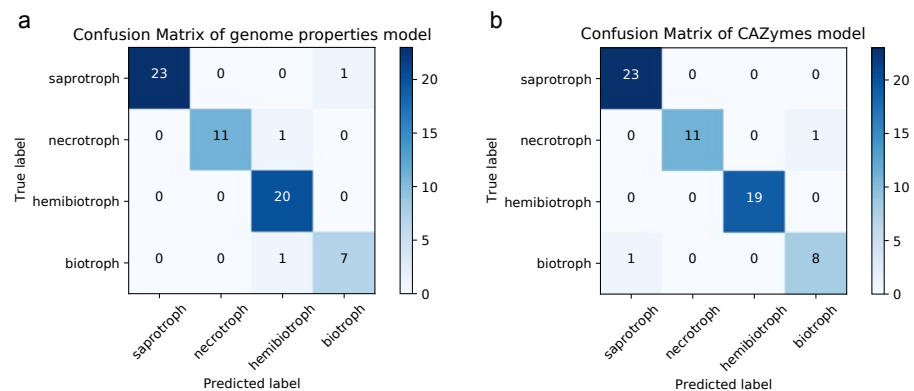 a
Confusion Matrix of genome properties model
saprotroph 23 0 0 1
necrotroph 0 11 1 0
hemibiotroph 0 0 20 0
biotroph 0 0 1 7
True label
saprotroph necrotroph hemibiotroph biotroph
Predicted label
20
15
10
5
0
b
Confusion Matrix of CAZymes model
saprotroph 23 0 0 0
necrotroph 0 11 0 1
hemibiotroph 0 0 19 0
biotroph 1 0 0 8
True label
saprotroph necrotroph hemibiotroph biotroph
Predicted label
20
15
10
5
0